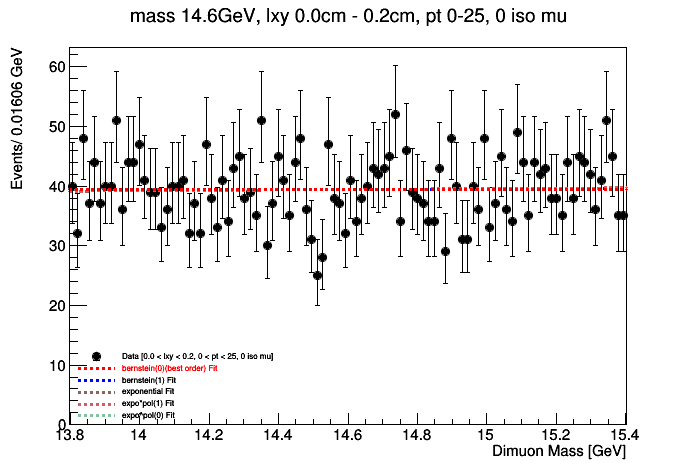 mass 14.6GeV, lxy 0.0cm - 0.2cm, pt 0-25, 0 iso mu
Events/ 0.01606 GeV
60
50
40
30
20
10
0
Data [0.0 < lxy < 0.2, 0 < pt < 25, 0 iso mu]
bernstein(0)(best order) Fit
bernstein(1) Fit
exponential Fit
expo*pol(1) Fit
expo*pol(0) Fit
13.8 14 14.2 14.4 14.6 14.8 15 15.2 15.4
Dimuon Mass [GeV]